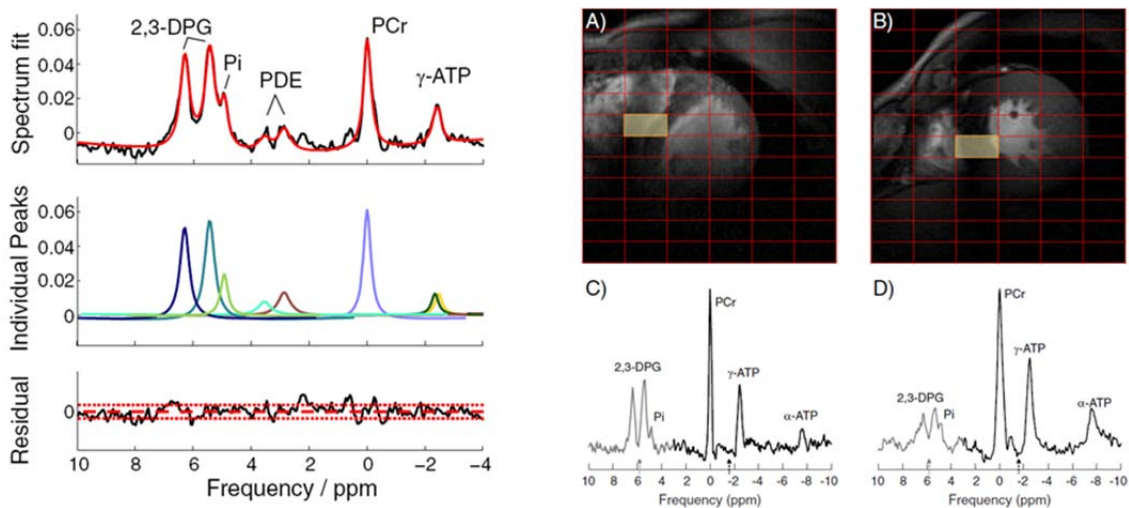 Spectrum fit
0.06
0.04
0.02
0
2,3-DPG
Pi
PDE
PCr
γ-ATP
Individual Peaks
0.06
0.04
0.02
0
Residual
0
10 8 6 4 2 0 −2 −4
Frequency / ppm
A)
B)
C)
PCr
2,3-DPG
Pi
γ-ATP
α-ATP
10 8 6 4 2 0 -2 -4 -6 -8 -10
Frequency (ppm)
D)
PCr
γ-ATP
2,3-DPG
Pi
α-ATP
10 8 6 4 2 0 -2 -4 -6 -8 -10
Frequency (ppm)